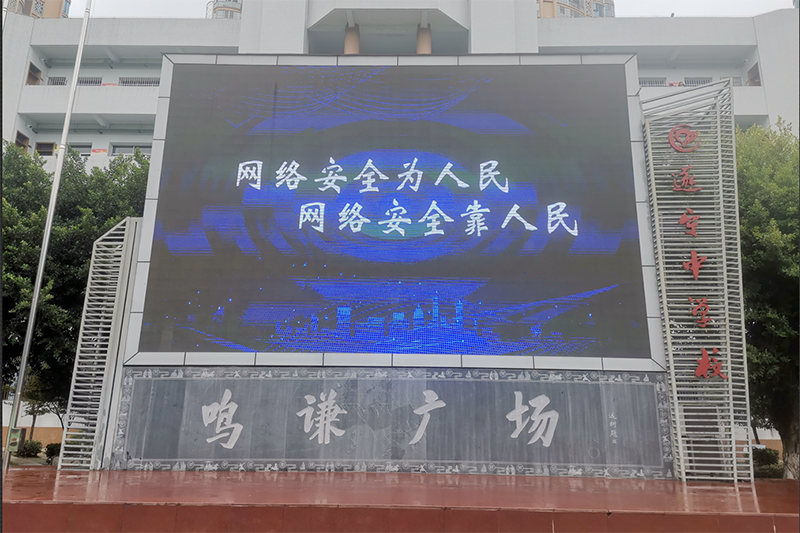 网络安全为人民
网络安全靠人民
遂宁中学校
鸣谦广场